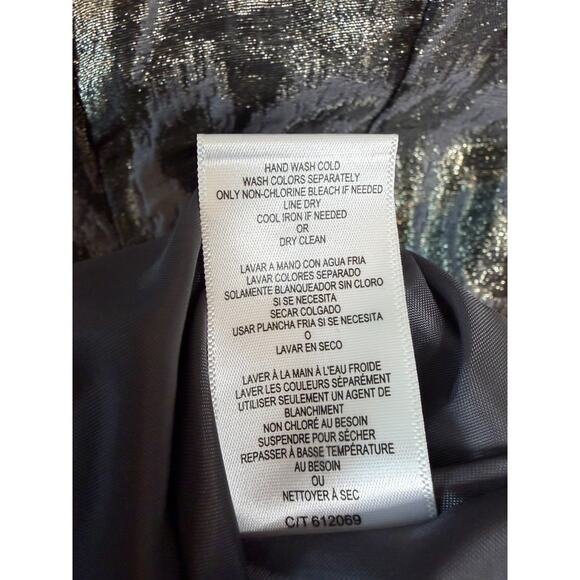 HAND WASH COLD
WASH COLORS SEPARATELY
ONLY NON-CHLORINE BLEACH IF NEEDED
LINE DRY
COOL IRON IF NEEDED
OR
DRY CLEAN
LAVAR A MANO CON AGUA FRIA
LAVAR COLORES SEPARADO
SOLAMENTE BLANQUEADOR SIN CLORO
SI SE NECESITA
SECAR COLGADO
USAR PLANCHA FRIA SI SE NECESITA
O
LAVAR EN SECO
LAVER À LA MAIN À L'EAU FROIDE
LAVER LES COULEURS SÉPARÉMENT
UTILISER SEULEMENT UN AGENT DE
BLANCHIMENT
NON CHLORÉ AU BESOIN
SUSPENDRE POUR SÉCHER
REPASSER À BASSE TEMPÉRATURE
AU BESOIN
OU
NETTOYER À SEC
C/T 612069